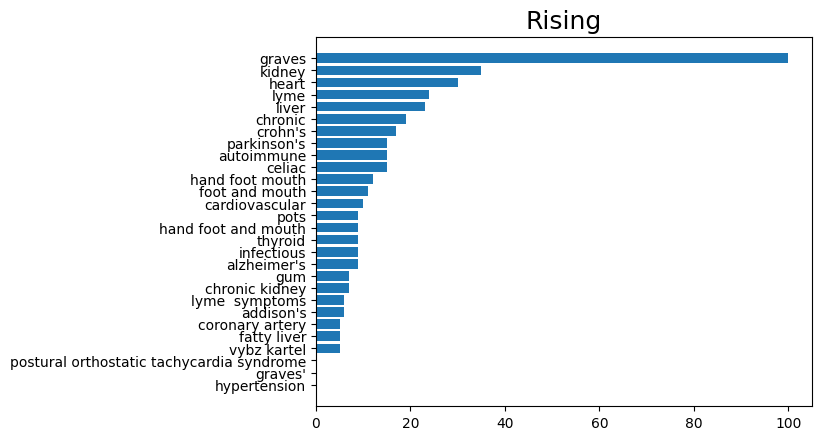 Rising
graves
kidney
heart
lyme
liver
chronic
crohn's
parkinson's
autoimmune
celiac
hand foot mouth
foot and mouth
cardiovascular
pots
hand foot and mouth
thyroid
infectious
alzheimer's
gum
chronic kidney
lyme  symptoms
addison's
coronary artery
fatty liver
vybz kartel
postural orthostatic tachycardia syndrome
graves'
hypertension
0 20 40 60 80 100